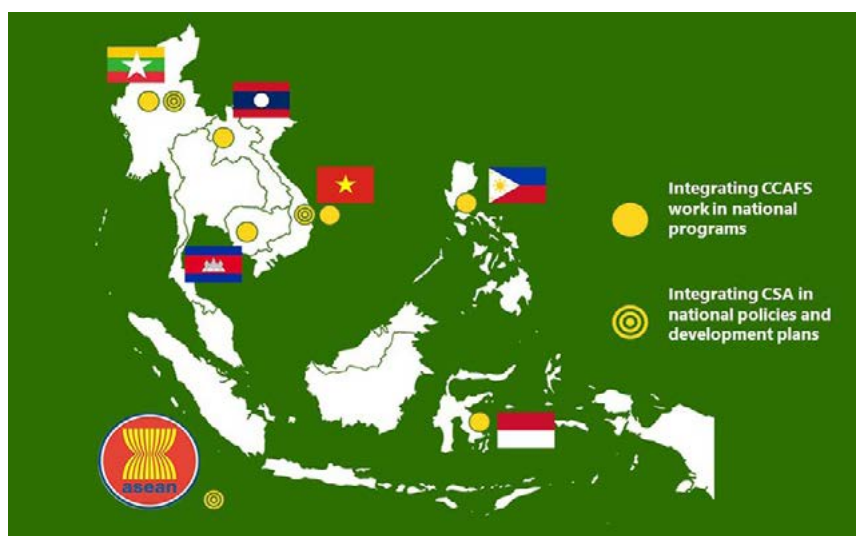 Integrating CCAFS
work in national
programs
Integrating CSA in
national policies and
development plans
asean